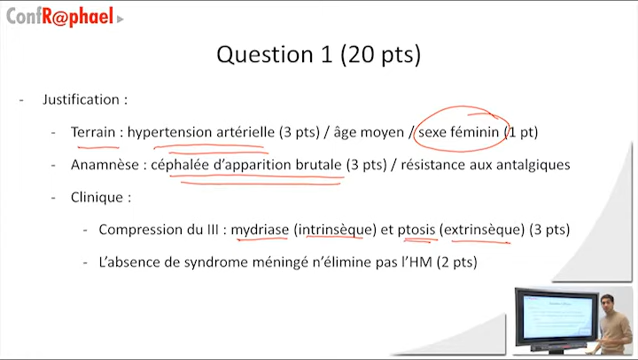 ConfR@phael
Question 1 (20 pts)
- Justification :
- Terrain : hypertension artérielle (3 pts) / âge moyen / sexe féminin (1 pt)
- Anamnèse : céphalée d'apparition brutale (3 pts) / résistance aux antalgiques
- Clinique :
- Compression du III : mydriase (intrinsèque) et ptosis (extrinsèque) (3 pts)
- L'absence de syndrome méningé n'élimine pas l'HM (2 pts)